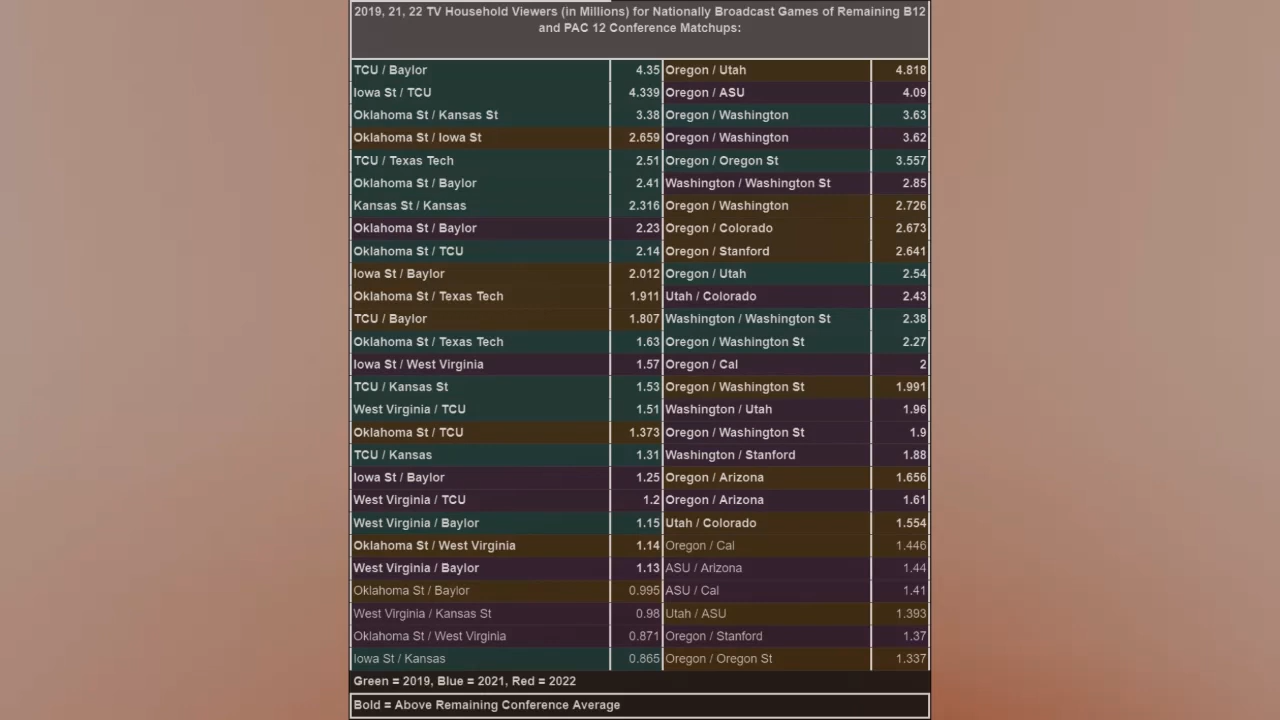 2019, 21, 22 TV Household Viewers (in Millions) for Nationally Broadcast Games of Remaining B12
and PAC 12 Conference Matchups:
TCU / Baylor 4.35 Oregon / Utah 4.818
Iowa St / TCU 4.339 Oregon / ASU 4.09
Oklahoma St / Kansas St 3.38 Oregon / Washington 3.63
Oklahoma St / Iowa St 2.659 Oregon / Washington 3.62
TCU / Texas Tech 2.51 Oregon / Oregon St 3.557
Oklahoma St / Baylor 2.41 Washington / Washington St 2.85
Kansas St / Kansas 2.316 Oregon / Washington 2.726
Oklahoma St / Baylor 2.23 Oregon / Colorado 2.673
Oklahoma St / TCU 2.14 Oregon / Stanford 2.641
Iowa St / Baylor 2.012 Oregon / Utah 2.54
Oklahoma St / Texas Tech 1.911 Utah / Colorado 2.43
TCU / Baylor 1.807 Washington / Washington St 2.38
Oklahoma St / Texas Tech 1.63 Oregon / Washington St 2.27
Iowa St / West Virginia 1.57 Oregon / Cal 2
TCU / Kansas St 1.53 Oregon / Washington St 1.991
West Virginia / TCU 1.51 Washington / Utah 1.96
Oklahoma St / TCU 1.373 Oregon / Washington St 1.9
TCU / Kansas 1.31 Washington / Stanford 1.88
Iowa St / Baylor 1.25 Oregon / Arizona 1.656
West Virginia / TCU 1.2 Oregon / Arizona 1.61
West Virginia / Baylor 1.15 Utah / Colorado 1.554
Oklahoma St / West Virginia 1.14 Oregon / Cal 1.446
West Virginia / Baylor 1.13 ASU / Arizona 1.44
Oklahoma St / Baylor 0.995 ASU / Cal 1.41
West Virginia / Kansas St 0.98 Utah / ASU 1.393
Oklahoma St / West Virginia 0.871 Oregon / Stanford 1.37
Iowa St / Kansas 0.865 Oregon / Oregon St 1.337
Green = 2019, Blue = 2021, Red = 2022
Bold = Above Remaining Conference Average